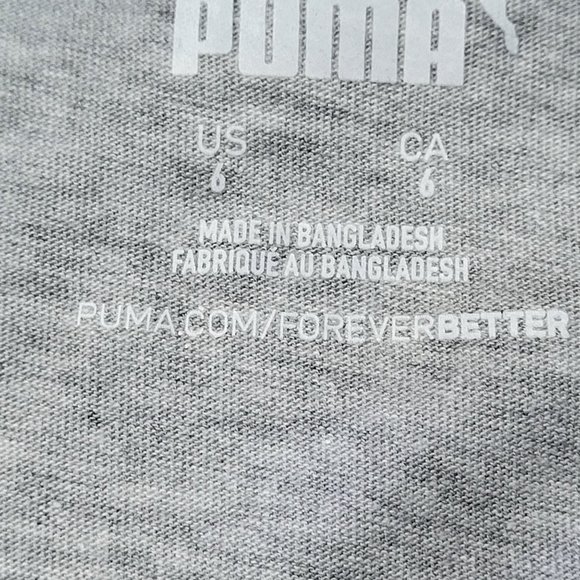 PUMA
US CA
6 6
MADE IN BANGLADESH
FABRIQUÉ AU BANGLADESH
PUMA.COM/FOREVERBETTER